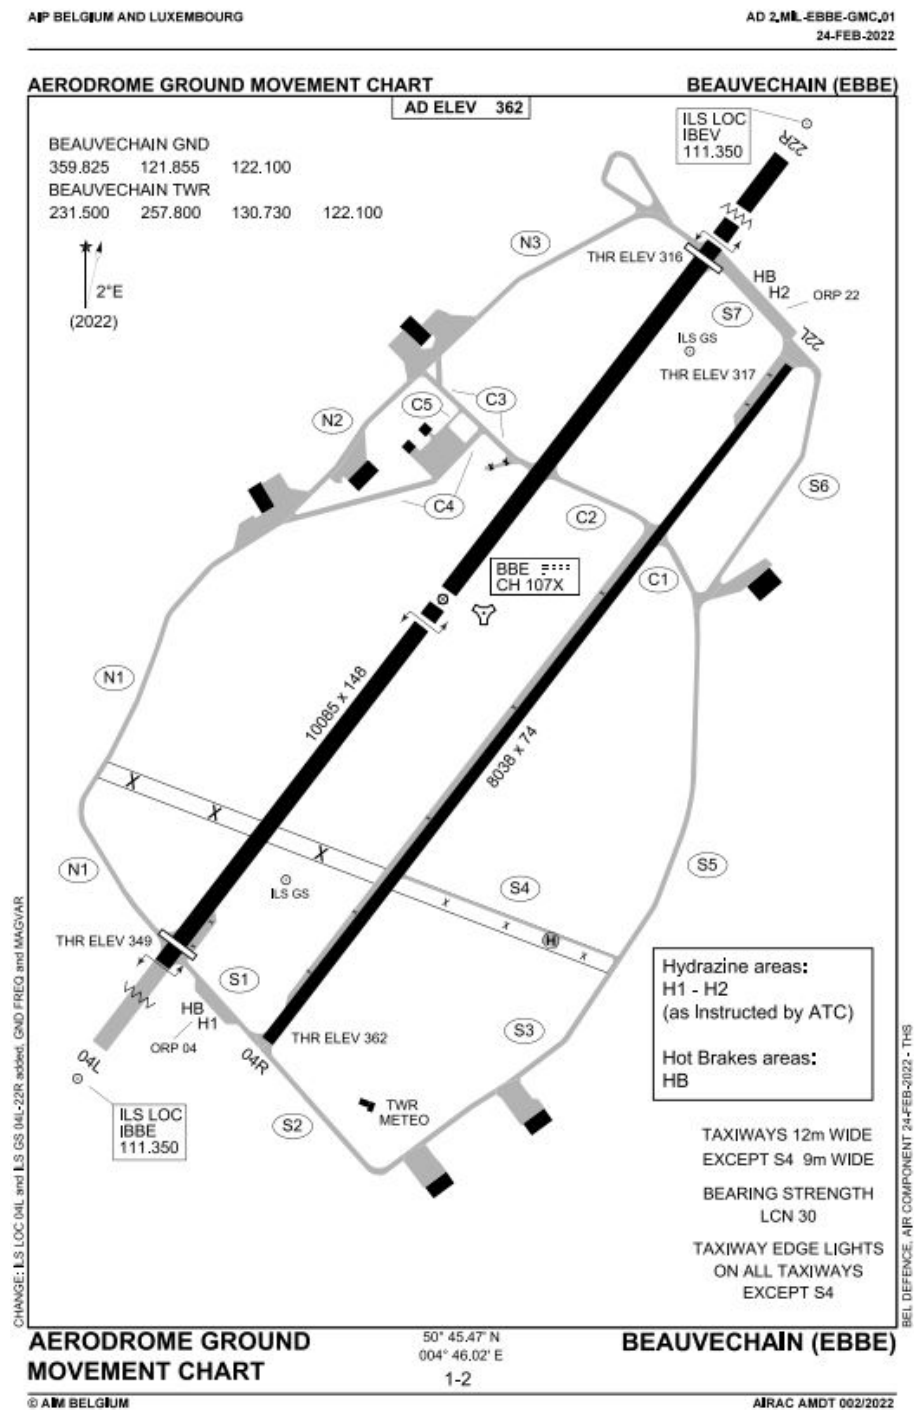 AIP BELGIUM AND LUXEMBOURG
AD 2.MIL-EBBE-GMC.01
24-FEB-2022
AERODROME GROUND MOVEMENT CHART
BEAUVECHAIN (EBBE)
AD ELEV 362
BEAUVECHAIN GND
359.825 121.855 122.100
BEAUVECHAIN TWR
231.500 257.800 130.730 122.100
2°E
(2022)
ILS LOC
IBEV
111.350
22R
N3
THR ELEV 316
HB
H2
ORP 22
S7
22L
ILS GS
THR ELEV 317
C5
C3
N2
S6
C4
C2
BBE
CH 107X
C1
N1
10085 x 148
8038 x 74
X
X
X
N1
ILS GS
S4
S5
x
x
x
H
THR ELEV 349
S1
HB
H1
ORP 04
THR ELEV 362
S3
04L
04R
ILS LOC
IBBE
111.350
S2
TWR
METEO
Hydrazine areas:
H1 - H2
(as Instructed by ATC)
Hot Brakes areas:
HB
TAXIWAYS 12m WIDE
EXCEPT S4 9m WIDE
BEARING STRENGTH
LCN 30
TAXIWAY EDGE LIGHTS
ON ALL TAXIWAYS
EXCEPT S4
CHANGE: ILS LOC 04L and ILS GS 04L-22R added, GND FREQ and MAGVAR
BEL DEFENCE, AIR COMPONENT 24-FEB-2022 - THS
AERODROME GROUND
MOVEMENT CHART
50° 45.47' N
004° 46.02' E
1-2
BEAUVECHAIN (EBBE)
© AIM BELGIUM
AIRAC AMDT 002/2022